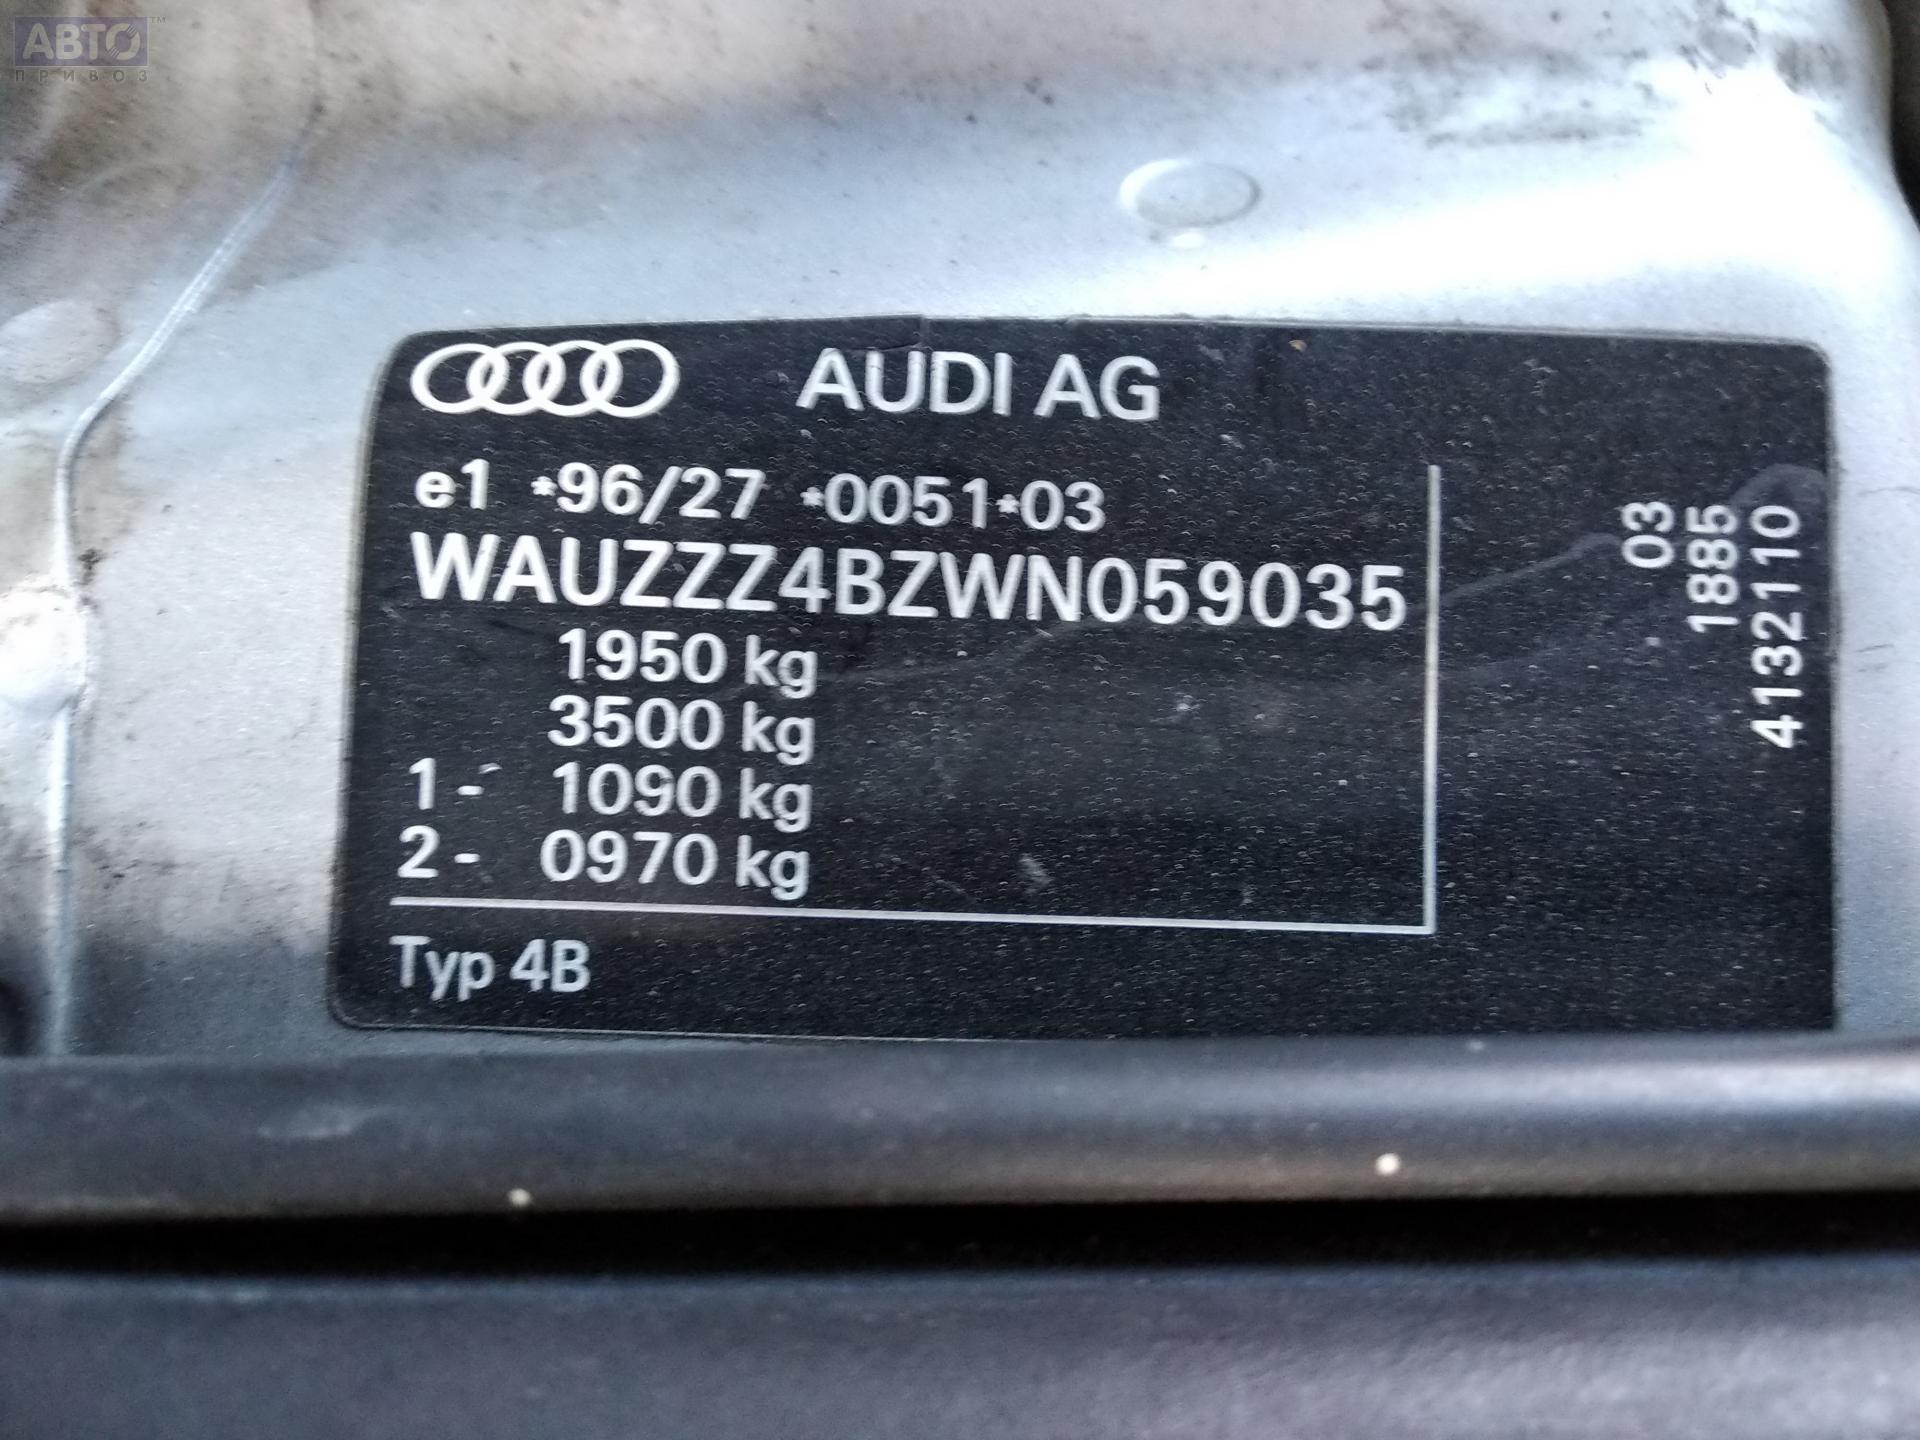 АВТО™
ПРИВОЗ
AUDI AG
e1 *96/27 *0051*03
WAUZZZ4BZWN059035
1950 kg
3500 kg
1- 1090 kg
2- 0970 kg
Typ 4B
03
1885
4132110